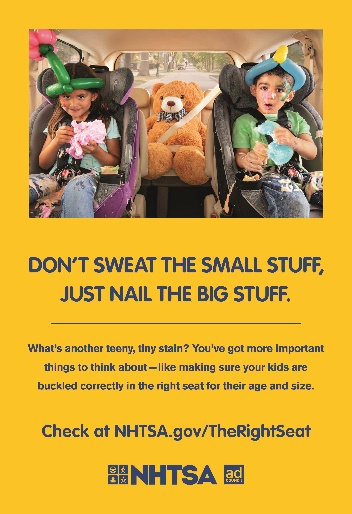 DON'T SWEAT THE SMALL STUFF,
JUST NAIL THE BIG STUFF.
What's another teeny, tiny stain? You've got more important
things to think about—like making sure your kids are
buckled correctly in the right seat for their age and size.
Check at NHTSA.gov/TheRightSeat
NHTSA ad
COUNCIL